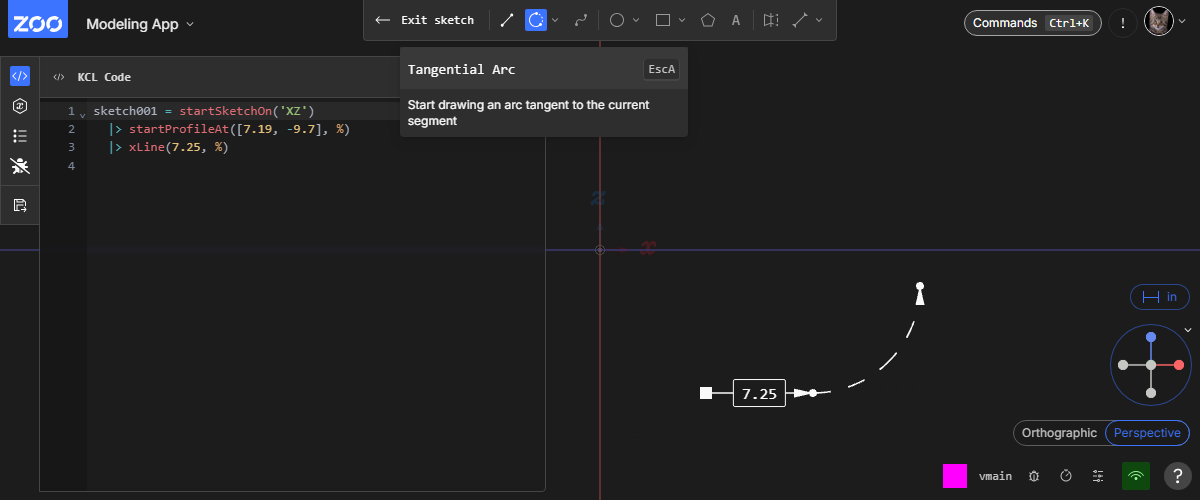 ZOO Modeling App
Exit sketch
A
Commands Ctrl+K
!
Tangential Arc EscA
Start drawing an arc tangent to the current
segment
</> KCL Code
1 sketch001 = startSketchOn('XZ')
2 |> startProfileAt([7.19, -9.7], %)
3 |> xLine(7.25, %)
4
z
x
in
7.25
Orthographic Perspective
vmain
?